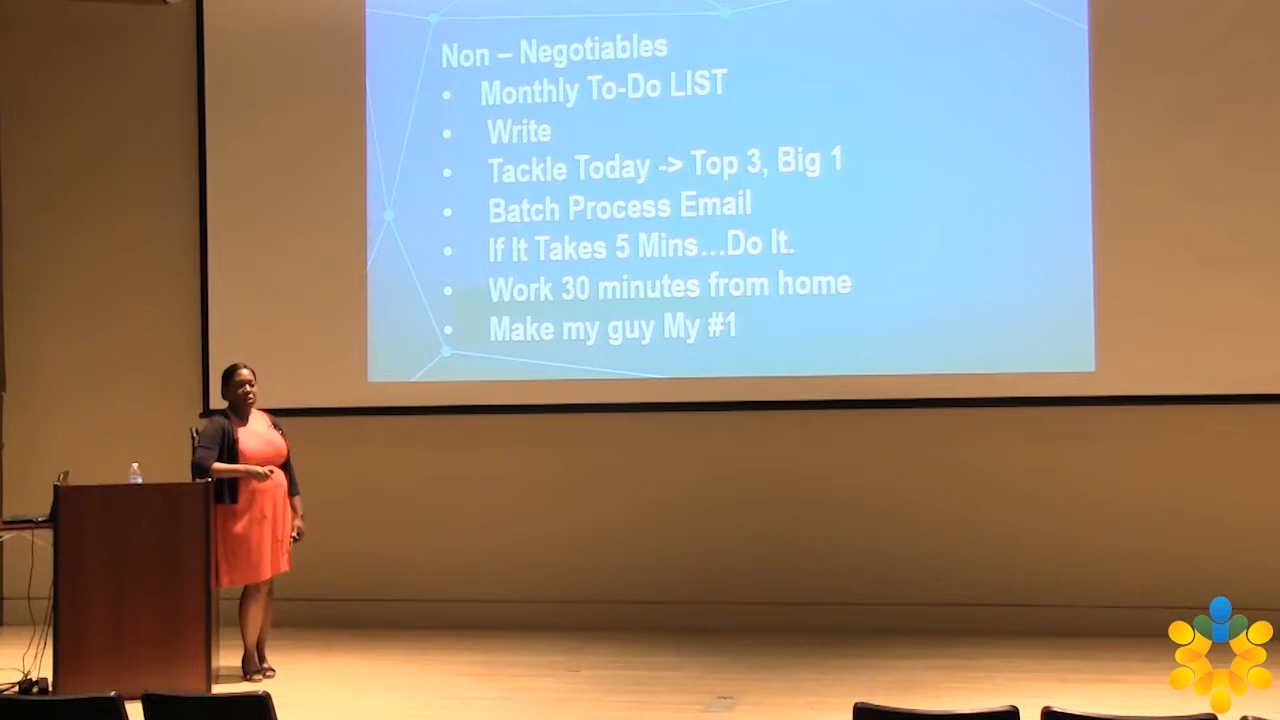 Non – Negotiables
• Monthly To-Do LIST
• Write
• Tackle Today -> Top 3, Big 1
• Batch Process Email
• If It Takes 5 Mins...Do It.
• Work 30 minutes from home
• Make my guy My #1